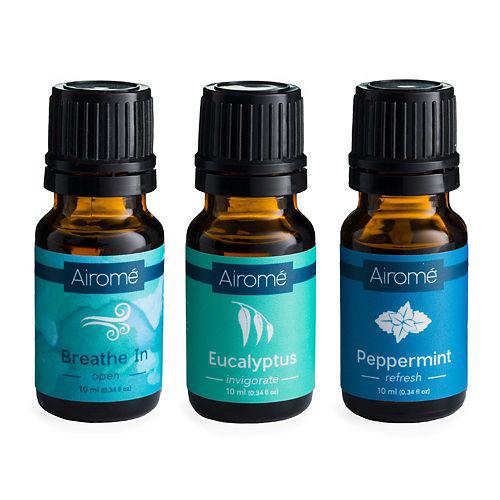 Airomé
Breathe In
open
10 ml (0.34 fl oz)
Airomé
Eucalyptus
invigorate
10 ml (0.34 fl oz)
Airomé
Peppermint
refresh
10 ml (0.34 fl oz)